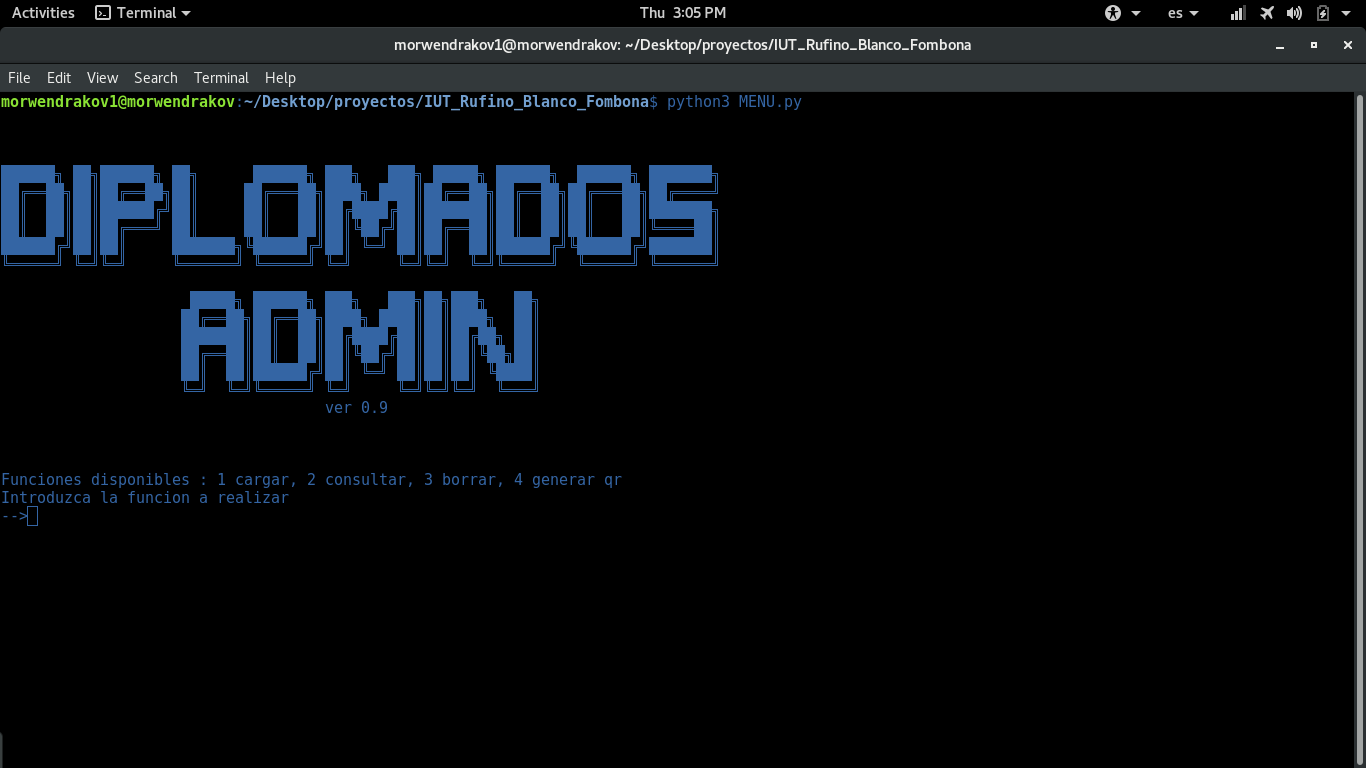 Activities Terminal Thu 3:05 PM es
morwendrakov1@morwendrakov: ~/Desktop/proyectos/IUT_Rufino_Blanco_Fombona
File Edit View Search Terminal Help
morwendrakov1@morwendrakov:~/Desktop/proyectos/IUT_Rufino_Blanco_Fombona$ python3 MENU.py
DIPLOMADOS
ADMIN
ver 0.9
Funciones disponibles : 1 cargar, 2 consultar, 3 borrar, 4 generar qr
Introduzca la funcion a realizar
-->